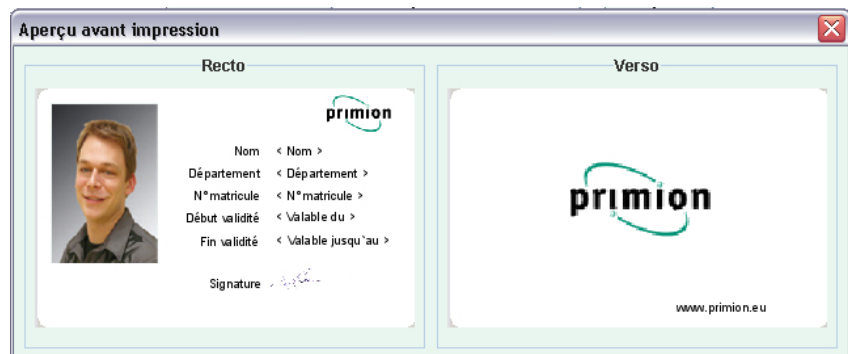 Aperçu avant impression
Recto
primion
Nom < Nom >
Département < Département >
N°matricule < N°matricule >
Début validité < Valable du >
Fin validité < Valable jusqu`au >
Signature
Verso
primion
www.primion.eu